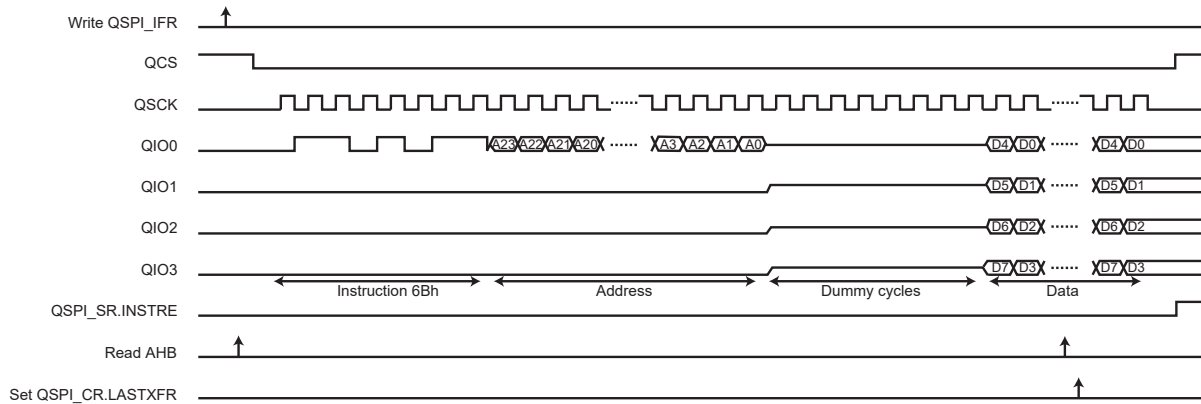 Write QSPI_IFR
QCS
QSCK
QIO0 A23 A22 A21 A20 A3 A2 A1 A0 D4 D0 D4 D0
QIO1 D5 D1 D5 D1
QIO2 D6 D2 D6 D2
QIO3 D7 D3 D7 D3
Instruction 6Bh Address Dummy cycles Data
QSPI_SR.INSTRE
Read AHB
Set QSPI_CR.LASTXFR